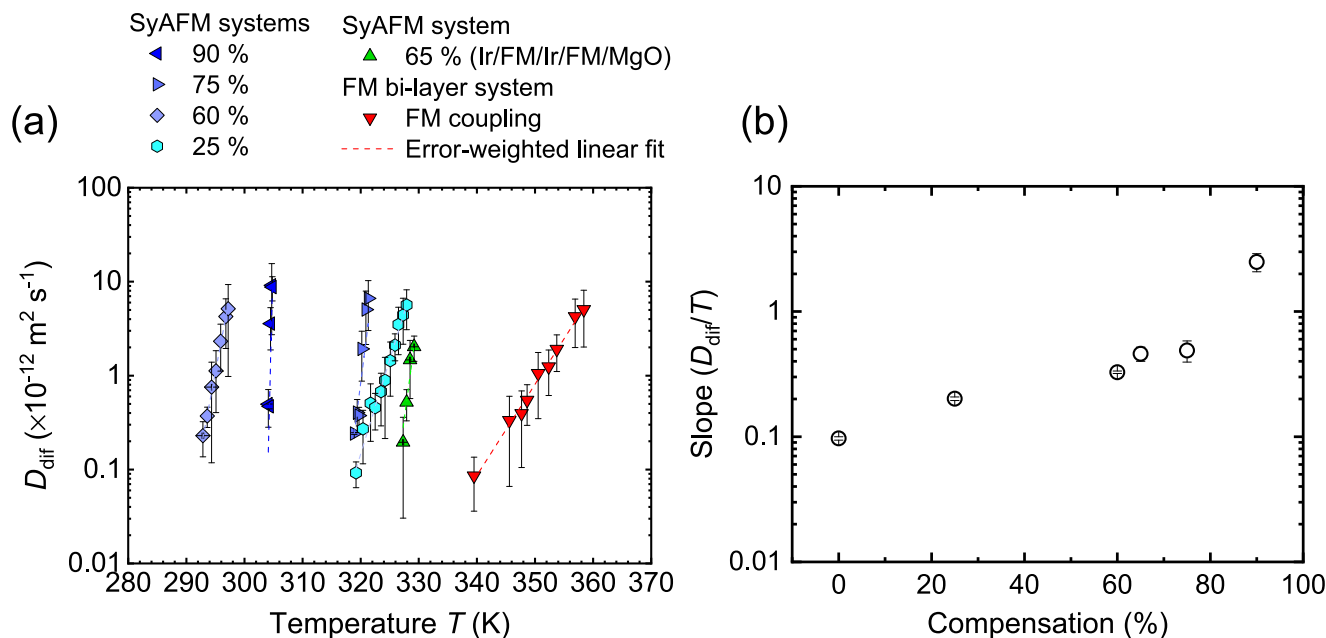 SyAFM systems
90 %
75 %
60 %
25 %
SyAFM system
65 % (Ir/FM/Ir/FM/MgO)
FM bi-layer system
FM coupling
Error-weighted linear fit
(a)
100
10
1
0.1
0.01
D_dif (×10⁻¹² m² s⁻¹)
280 290 300 310 320 330 340 350 360 370
Temperature T (K)
(b)
10
1
0.1
0.01
Slope (D_dif/T)
0 20 40 60 80 100
Compensation (%)